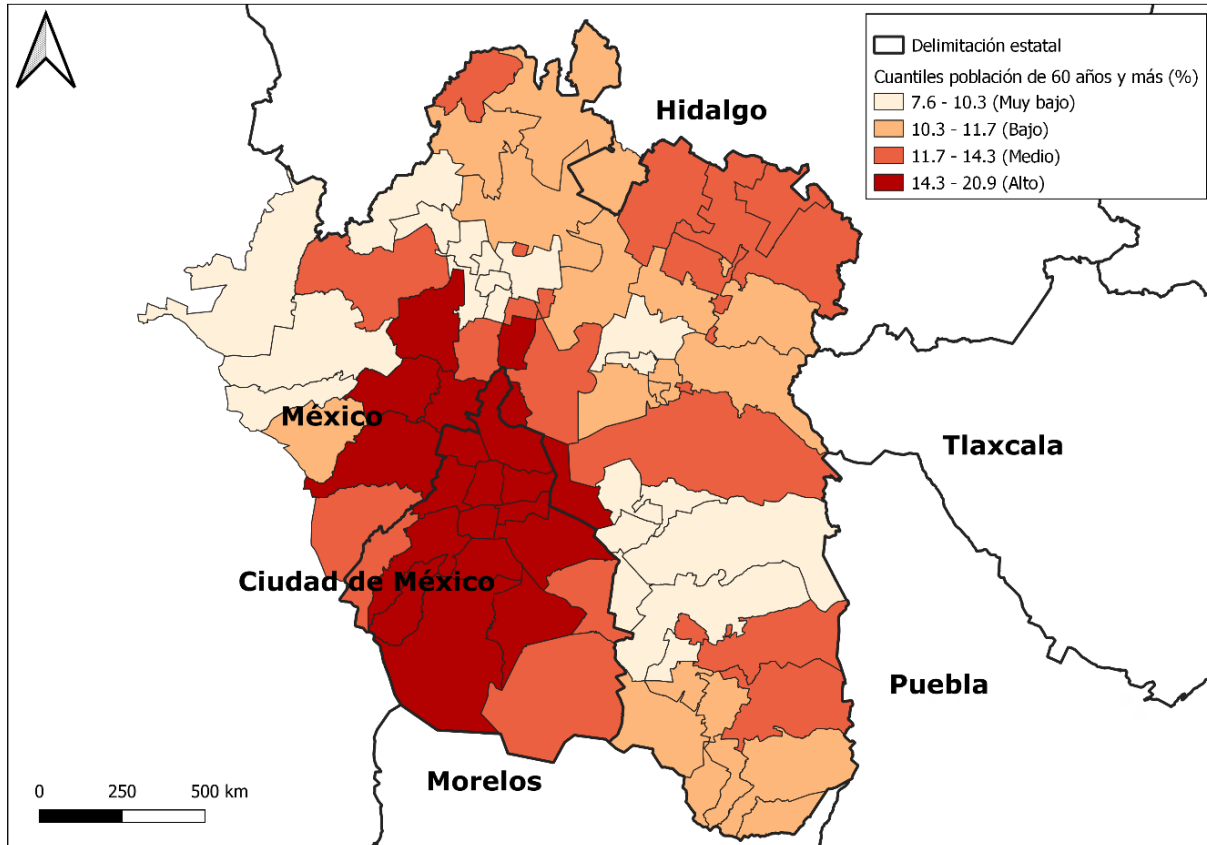 Delimitación estatal
Cuantiles población de 60 años y más (%)
7.6 - 10.3 (Muy bajo)
10.3 - 11.7 (Bajo)
11.7 - 14.3 (Medio)
14.3 - 20.9 (Alto)
Hidalgo
México
Tlaxcala
Ciudad de México
Puebla
Morelos
0 250 500 km